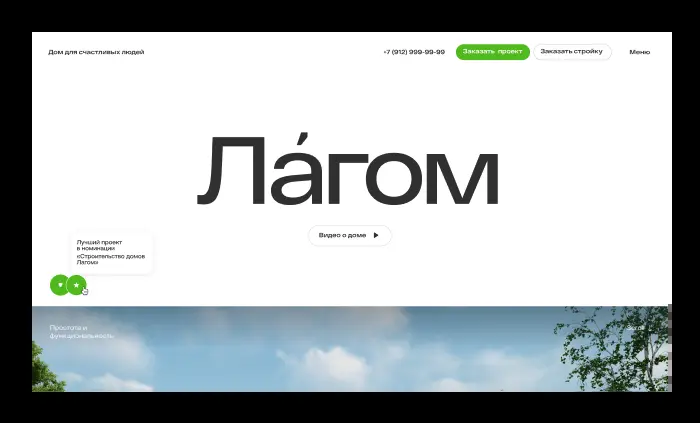 Дом для счастливых людей
+7 (912) 999-99-99
Заказать проект
Заказать стройку
Меню
Ла́гом
Видео о доме
Лучший проект
в номинации
«Строительство домов
Лагом»
Простота и
функциональность
Scroll